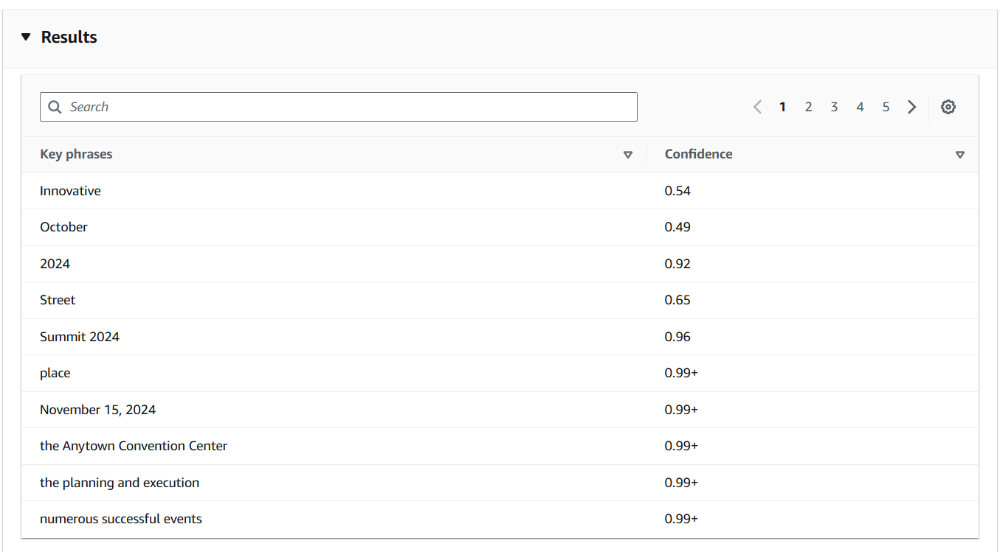 Results
Search 1 2 3 4 5
Key phrases Confidence
Innovative 0.54
October 0.49
2024 0.92
Street 0.65
Summit 2024 0.96
place 0.99+
November 15, 2024 0.99+
the Anytown Convention Center 0.99+
the planning and execution 0.99+
numerous successful events 0.99+